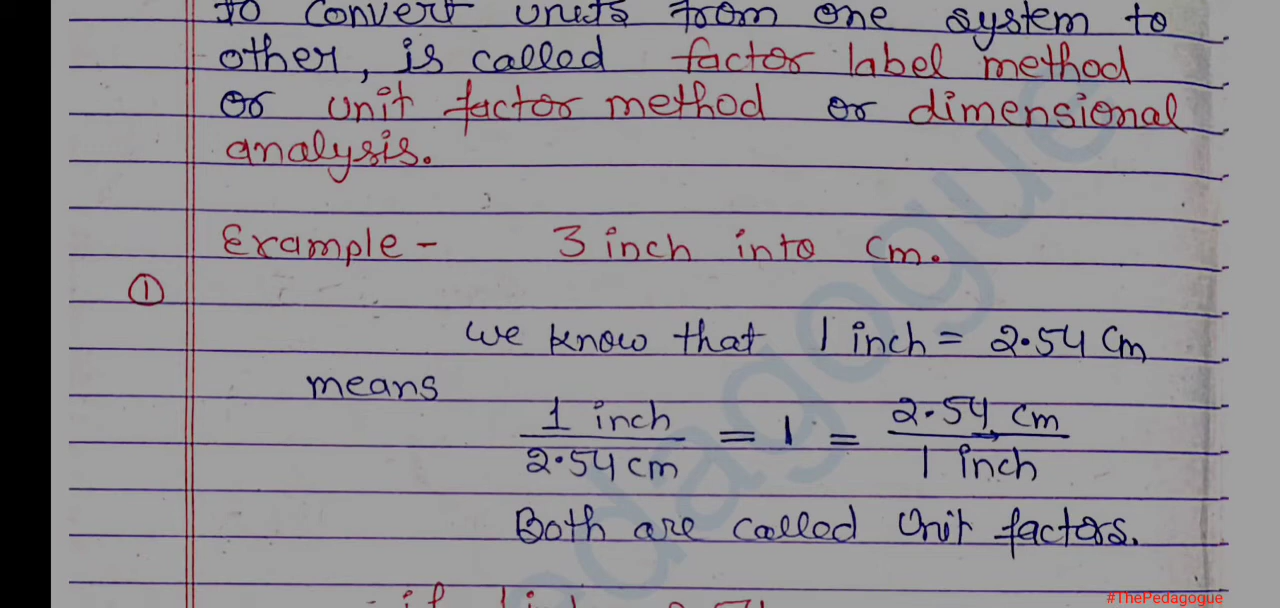 to convert units from one system to
other, is called factor label method
or unit factor method or dimensional
analysis.
Example - 3 inch into cm.
①
we know that 1 inch = 2.54 cm
means
1 inch / 2.54 cm = 1 = 2.54 cm / 1 inch
Both are called unit factors.
#ThePedagogue